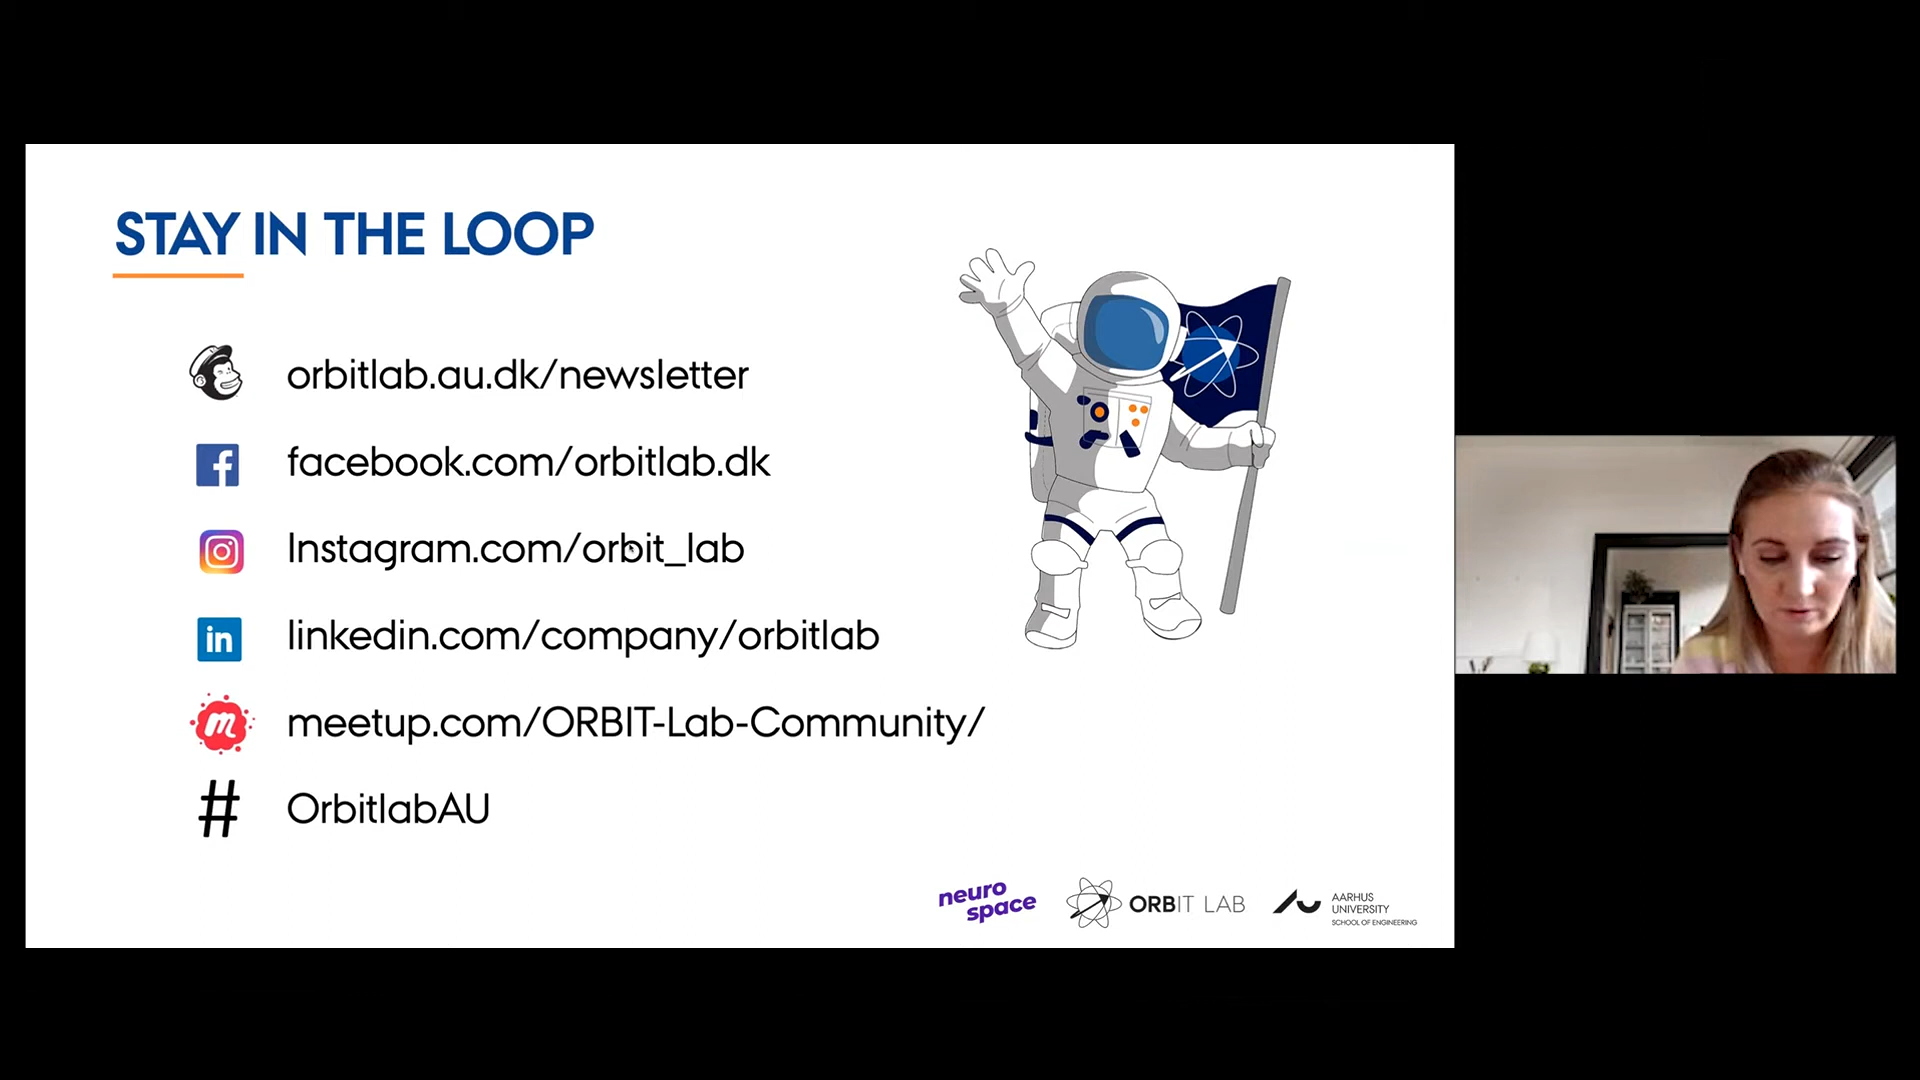 STAY IN THE LOOP
orbitlab.au.dk/newsletter
facebook.com/orbitlab.dk
Instagram.com/orbit_lab
in
linkedin.com/company/orbitlab
m
meetup.com/ORBIT-Lab-Community/
# OrbitlabAU
neuro
space
ORBIT LAB
AARHUS
UNIVERSITY
SCHOOL OF ENGINEERING